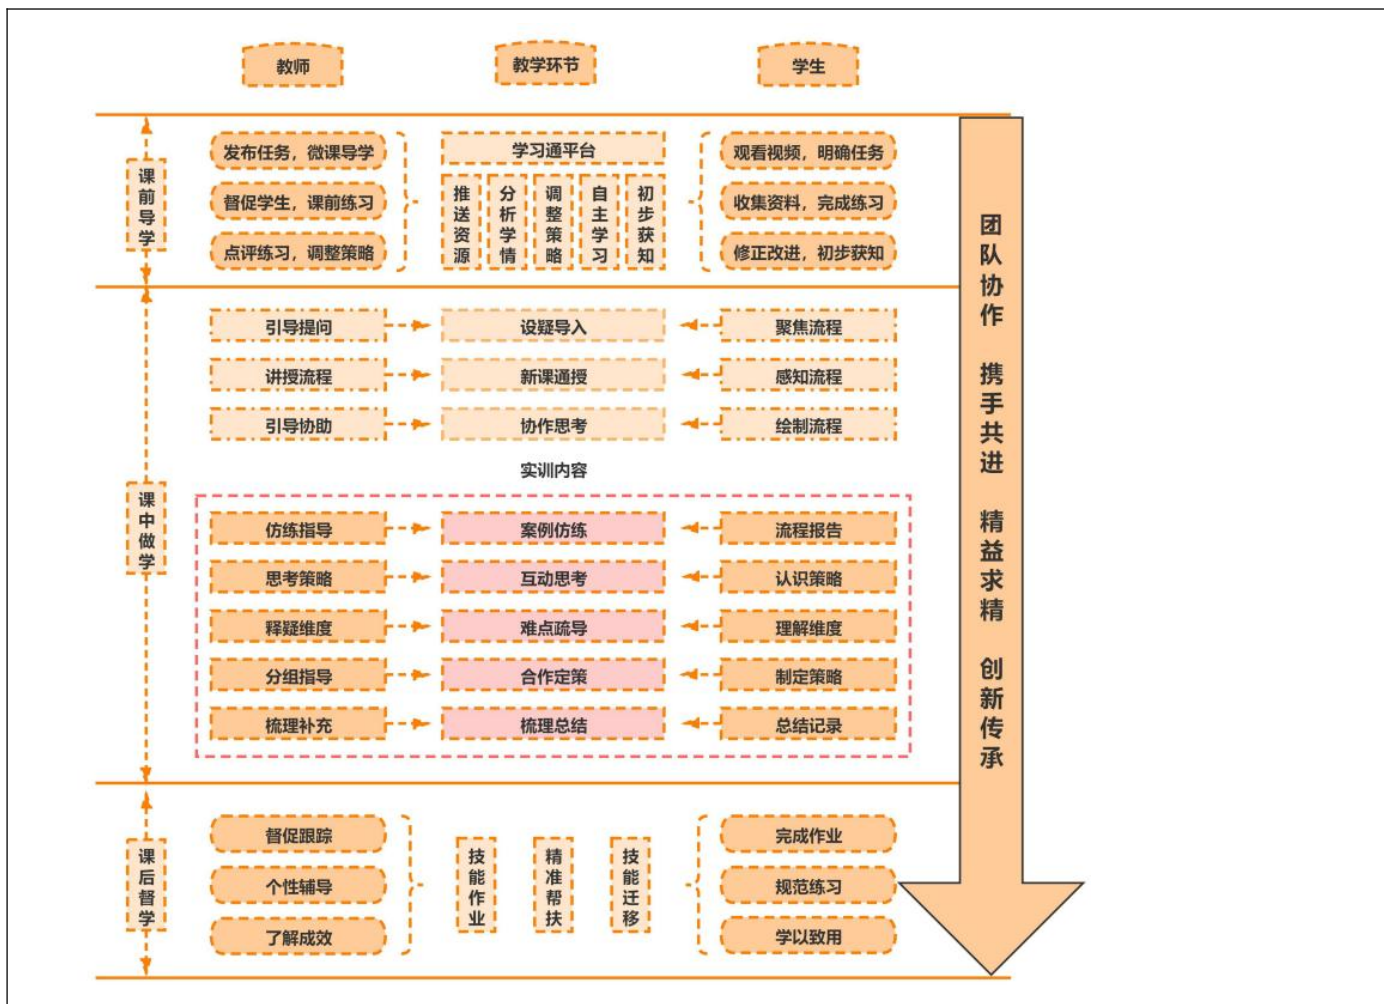 教师
教学环节
学生
课前导学
发布任务，微课导学
督促学生，课前练习
点评练习，调整策略
学习通平台
推送资源
分析学情
调整策略
自主学习
初步获知
观看视频，明确任务
收集资料，完成练习
修正改进，初步获知
课中做学
引导提问
设疑导入
聚焦流程
讲授流程
新课通授
感知流程
引导协助
协作思考
绘制流程
实训内容
仿练指导
案例仿练
流程报告
思考策略
互动思考
认识策略
释疑维度
难点疏导
理解维度
分组指导
合作定策
制定策略
梳理补充
梳理总结
总结记录
课后督学
督促跟踪
个性辅导
了解成效
技能作业
精准帮扶
技能迁移
完成作业
规范练习
学以致用
团队协作 携手共进 精益求精 创新传承